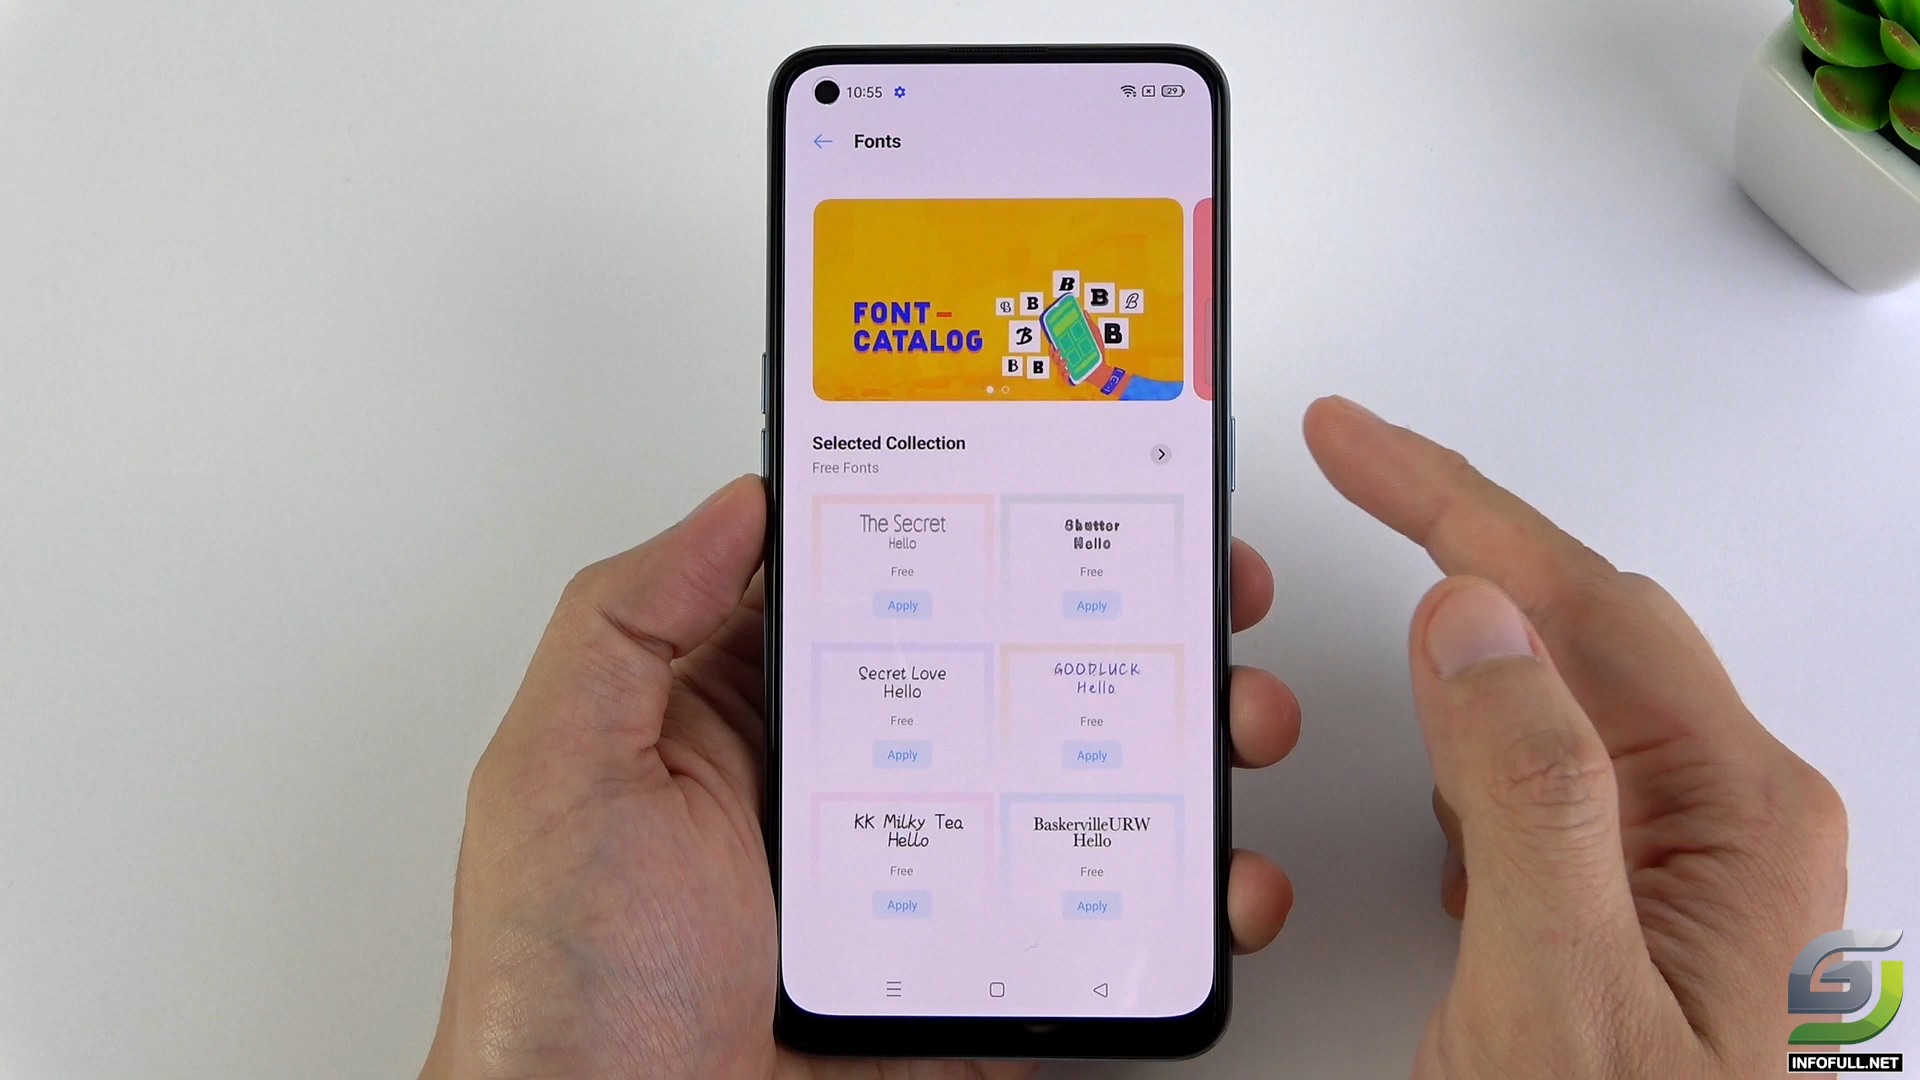 10:55
29
Fonts
B
B B B B
FONT-
CATALOG
B B
B B
Selected Collection
Free Fonts
The Secret
Hello
Free
Apply
Shutter
Hello
Free
Apply
Secret Love
Hello
Free
Apply
GOODLUCK
Hello
Free
Apply
KK Milky Tea
Hello
Free
Apply
BaskervilleURW
Hello
Free
Apply
INFOFULL.NET